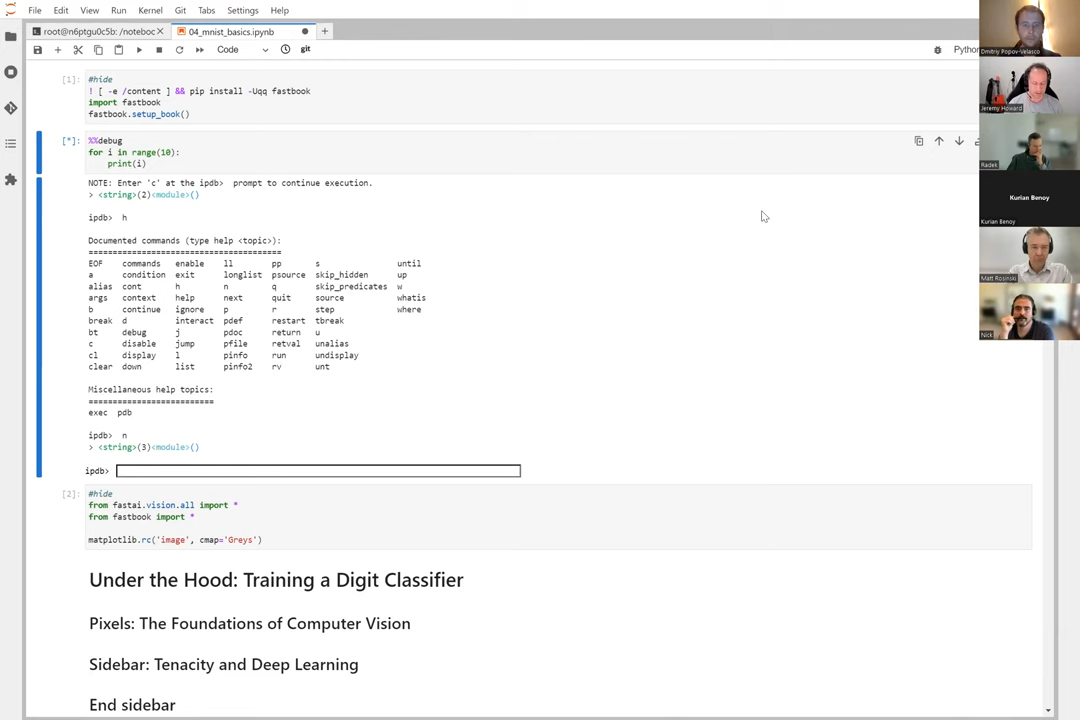 File Edit View Run Kernel Git Tabs Settings Help
root@n6ptgu0c5b: /noteboc
04_mnist_basics.ipynb
Code
git
Python
[1]:
#hide
! [ -e /content ] && pip install -Uqq fastbook
import fastbook
fastbook.setup_book()
[*]:
%%debug
for i in range(10):
print(i)
NOTE: Enter 'c' at the ipdb> prompt to continue execution.
> <string>(2)<module>()
ipdb> h
Documented commands (type help <topic>):
========================================
EOF commands enable ll pp s until
a condition exit longlist psource skip_hidden up
alias cont h n q skip_predicates w
args context help next quit source whatis
b continue ignore p r step where
break d interact pdef restart tbreak
bt debug j pdoc return u
c disable jump pfile retval unalias
cl display l pinfo run undisplay
clear down list pinfo2 rv unt
Miscellaneous help topics:
==========================
exec pdb
ipdb> n
> <string>(3)<module>()
ipdb>
[2]:
#hide
from fastai.vision.all import *
from fastbook import *
matplotlib.rc('image', cmap='Greys')
Under the Hood: Training a Digit Classifier
Pixels: The Foundations of Computer Vision
Sidebar: Tenacity and Deep Learning
End sidebar
Dmitriy Popov-Velasco
Jeremy Howard
Radek
Kurian Benoy
Kurian Benoy
Matt Rosinski
Nick